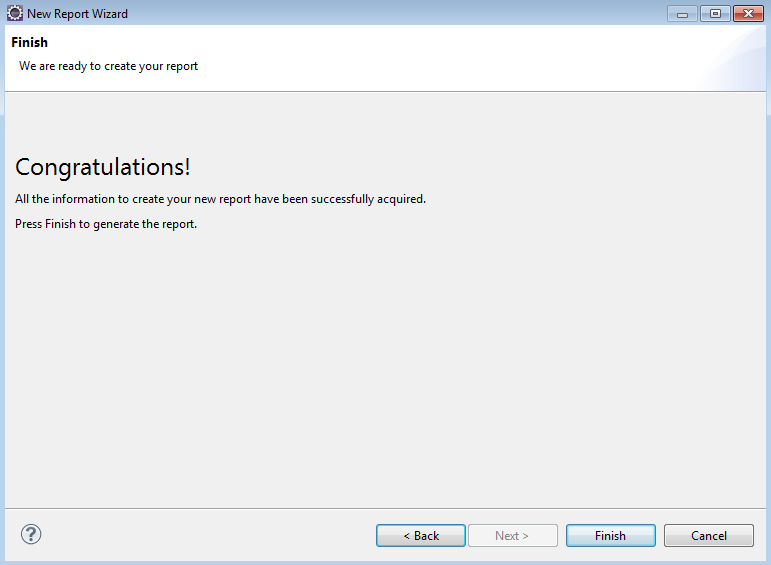 New Report Wizard
Finish
We are ready to create your report
Congratulations!
All the information to create your new report have been successfully acquired.
Press Finish to generate the report.
?
< Back
Next >
Finish
Cancel